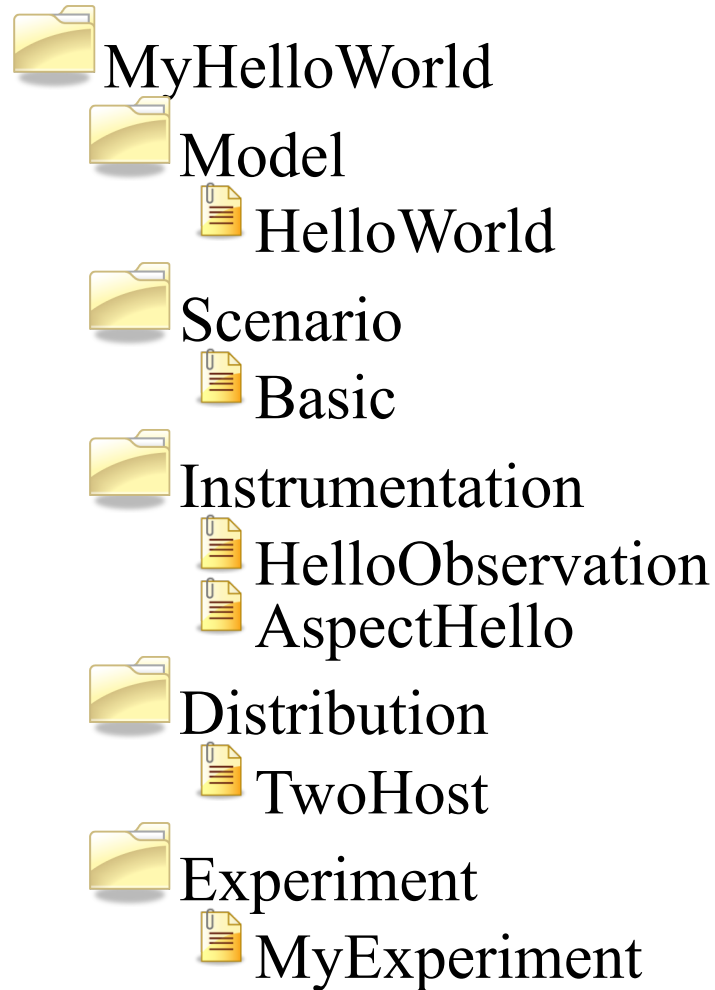 MyHelloWorld
Model
HelloWorld
Scenario
Basic
Instrumentation
HelloObservation
AspectHello
Distribution
TwoHost
Experiment
MyExperiment